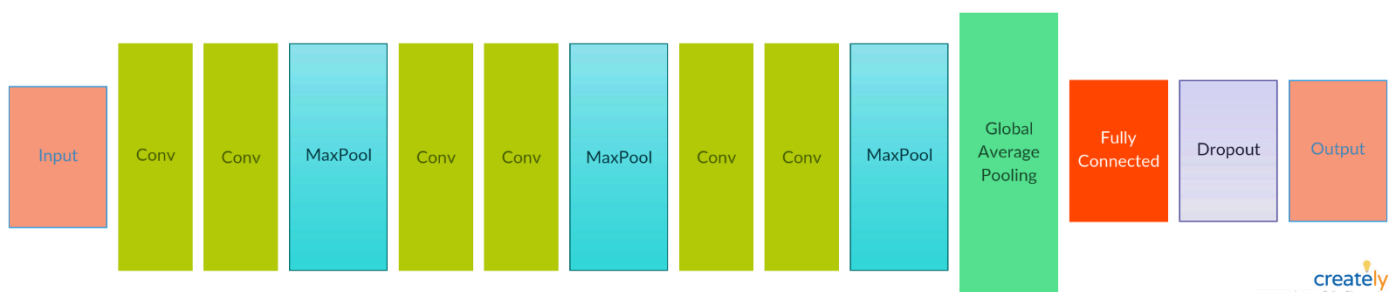 Input
Conv
Conv
MaxPool
Conv
Conv
MaxPool
Conv
Conv
MaxPool
Global
Average
Pooling
Fully
Connected
Dropout
Output
creately